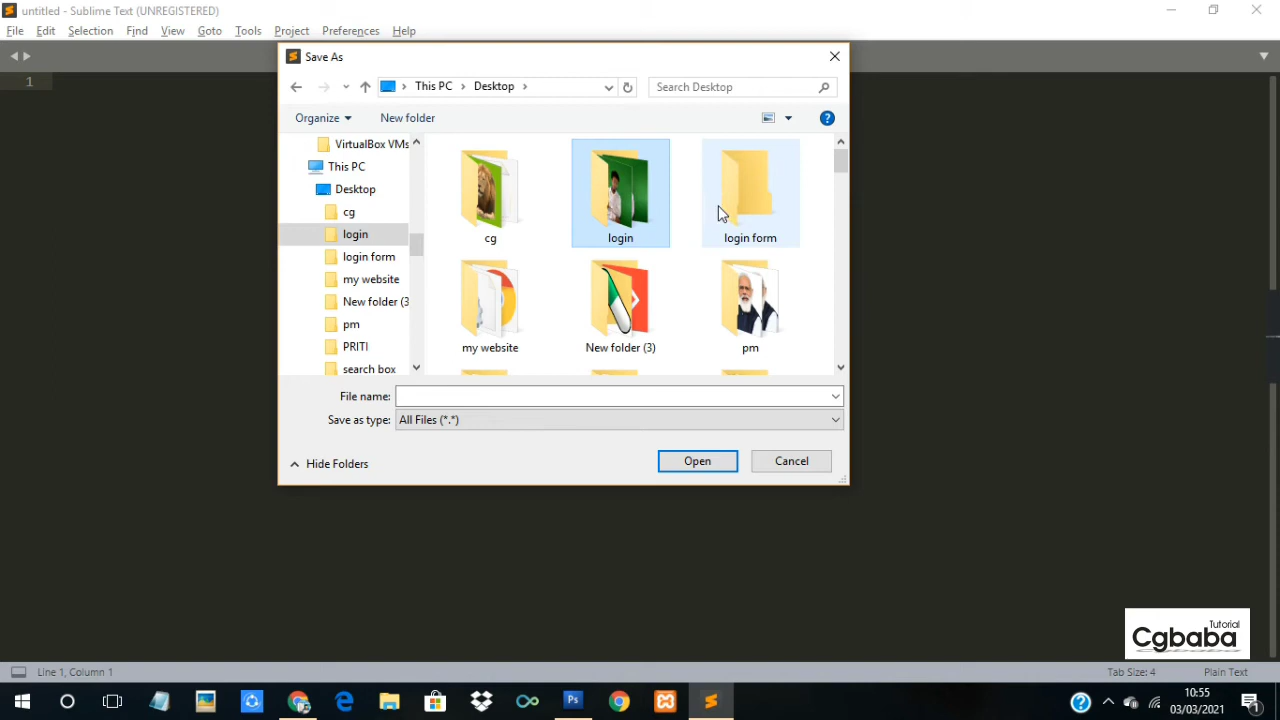 untitled - Sublime Text (UNREGISTERED)
File Edit Selection Find View Goto Tools Project Preferences Help
1
Save As
This PC Desktop
Search Desktop
Organize New folder
VirtualBox VMs
This PC
Desktop
cg
login
login form
my website
New folder (3
pm
PRITI
search box
cg login login form
my website New folder (3) pm
File name:
Save as type: All Files (*.*)
Hide Folders Open Cancel
Tutorial
Cgbaba
Line 1, Column 1 Tab Size: 4 Plain Text
Ps
10:55
03/03/2021
1